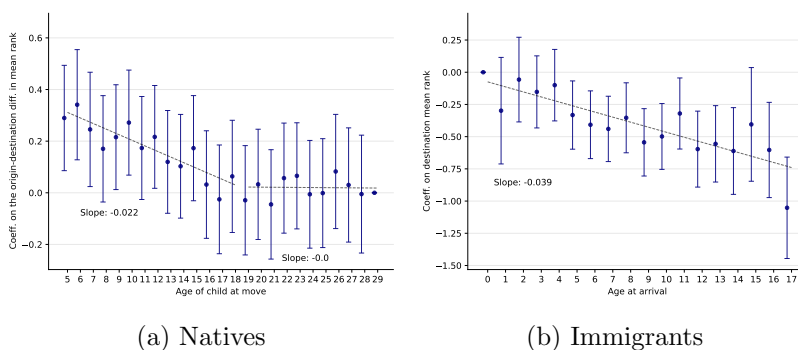 Coeff. on the origin-destination diff. in mean rank
0.6
0.4
0.2
0.0
−0.2
Slope: -0.022
Slope: -0.0
5 6 7 8 9 10 11 12 13 14 15 16 17 18 19 20 21 22 23 24 25 26 27 28 29
Age of child at move
(a) Natives
Coeff. on destination mean rank
0.25
0.00
−0.25
−0.50
−0.75
−1.00
−1.25
−1.50
Slope: -0.039
0 1 2 3 4 5 6 7 8 9 10 11 12 13 14 15 16 17
Age at arrival
(b) Immigrants